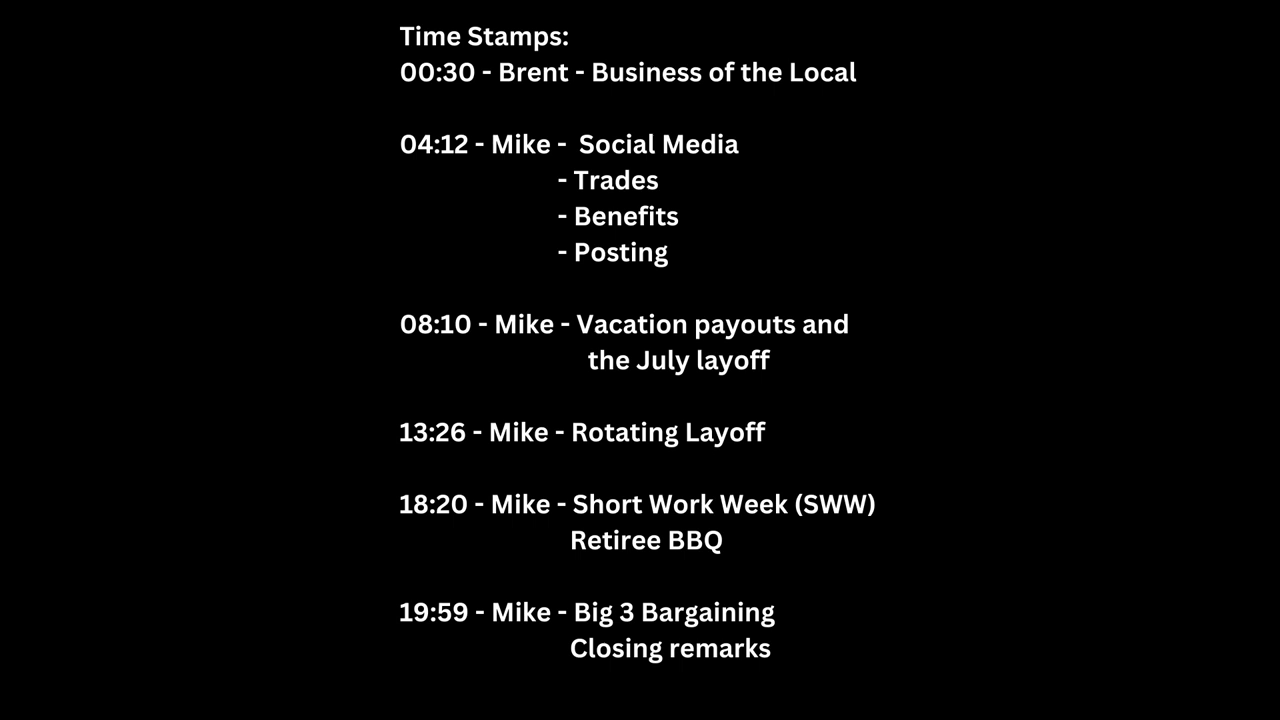 Time Stamps:
00:30 - Brent - Business of the Local
04:12 - Mike - Social Media
- Trades
- Benefits
- Posting
08:10 - Mike - Vacation payouts and
the July layoff
13:26 - Mike - Rotating Layoff
18:20 - Mike - Short Work Week (SWW)
Retiree BBQ
19:59 - Mike - Big 3 Bargaining
Closing remarks